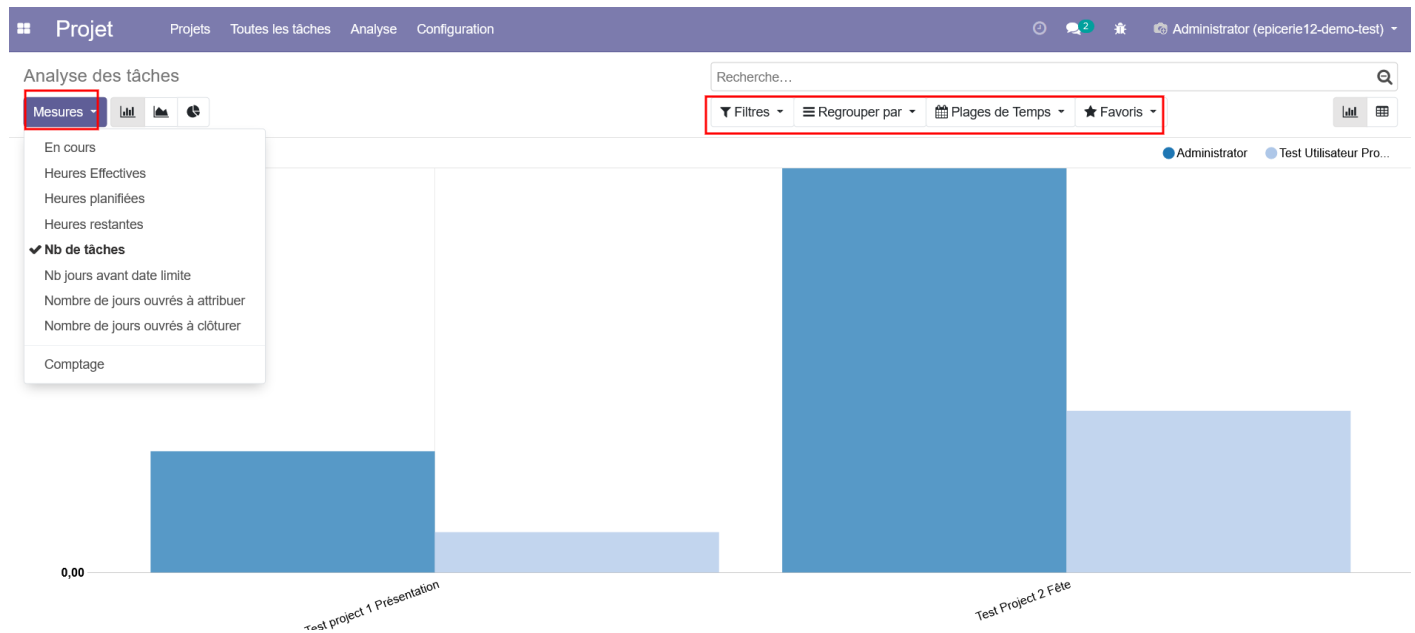 Projet Projets Toutes les tâches Analyse Configuration 2 Administrator (epicerie12-demo-test)
Analyse des tâches Recherche...
Mesures Filtres Regrouper par Plages de Temps Favoris
Administrator Test Utilisateur Pro...
En cours
Heures Effectives
Heures planifiées
Heures restantes
Nb de tâches
Nb jours avant date limite
Nombre de jours ouvrés à attribuer
Nombre de jours ouvrés à clôturer
Comptage
0,00
Test project 1 Présentation
Test Project 2 Fête